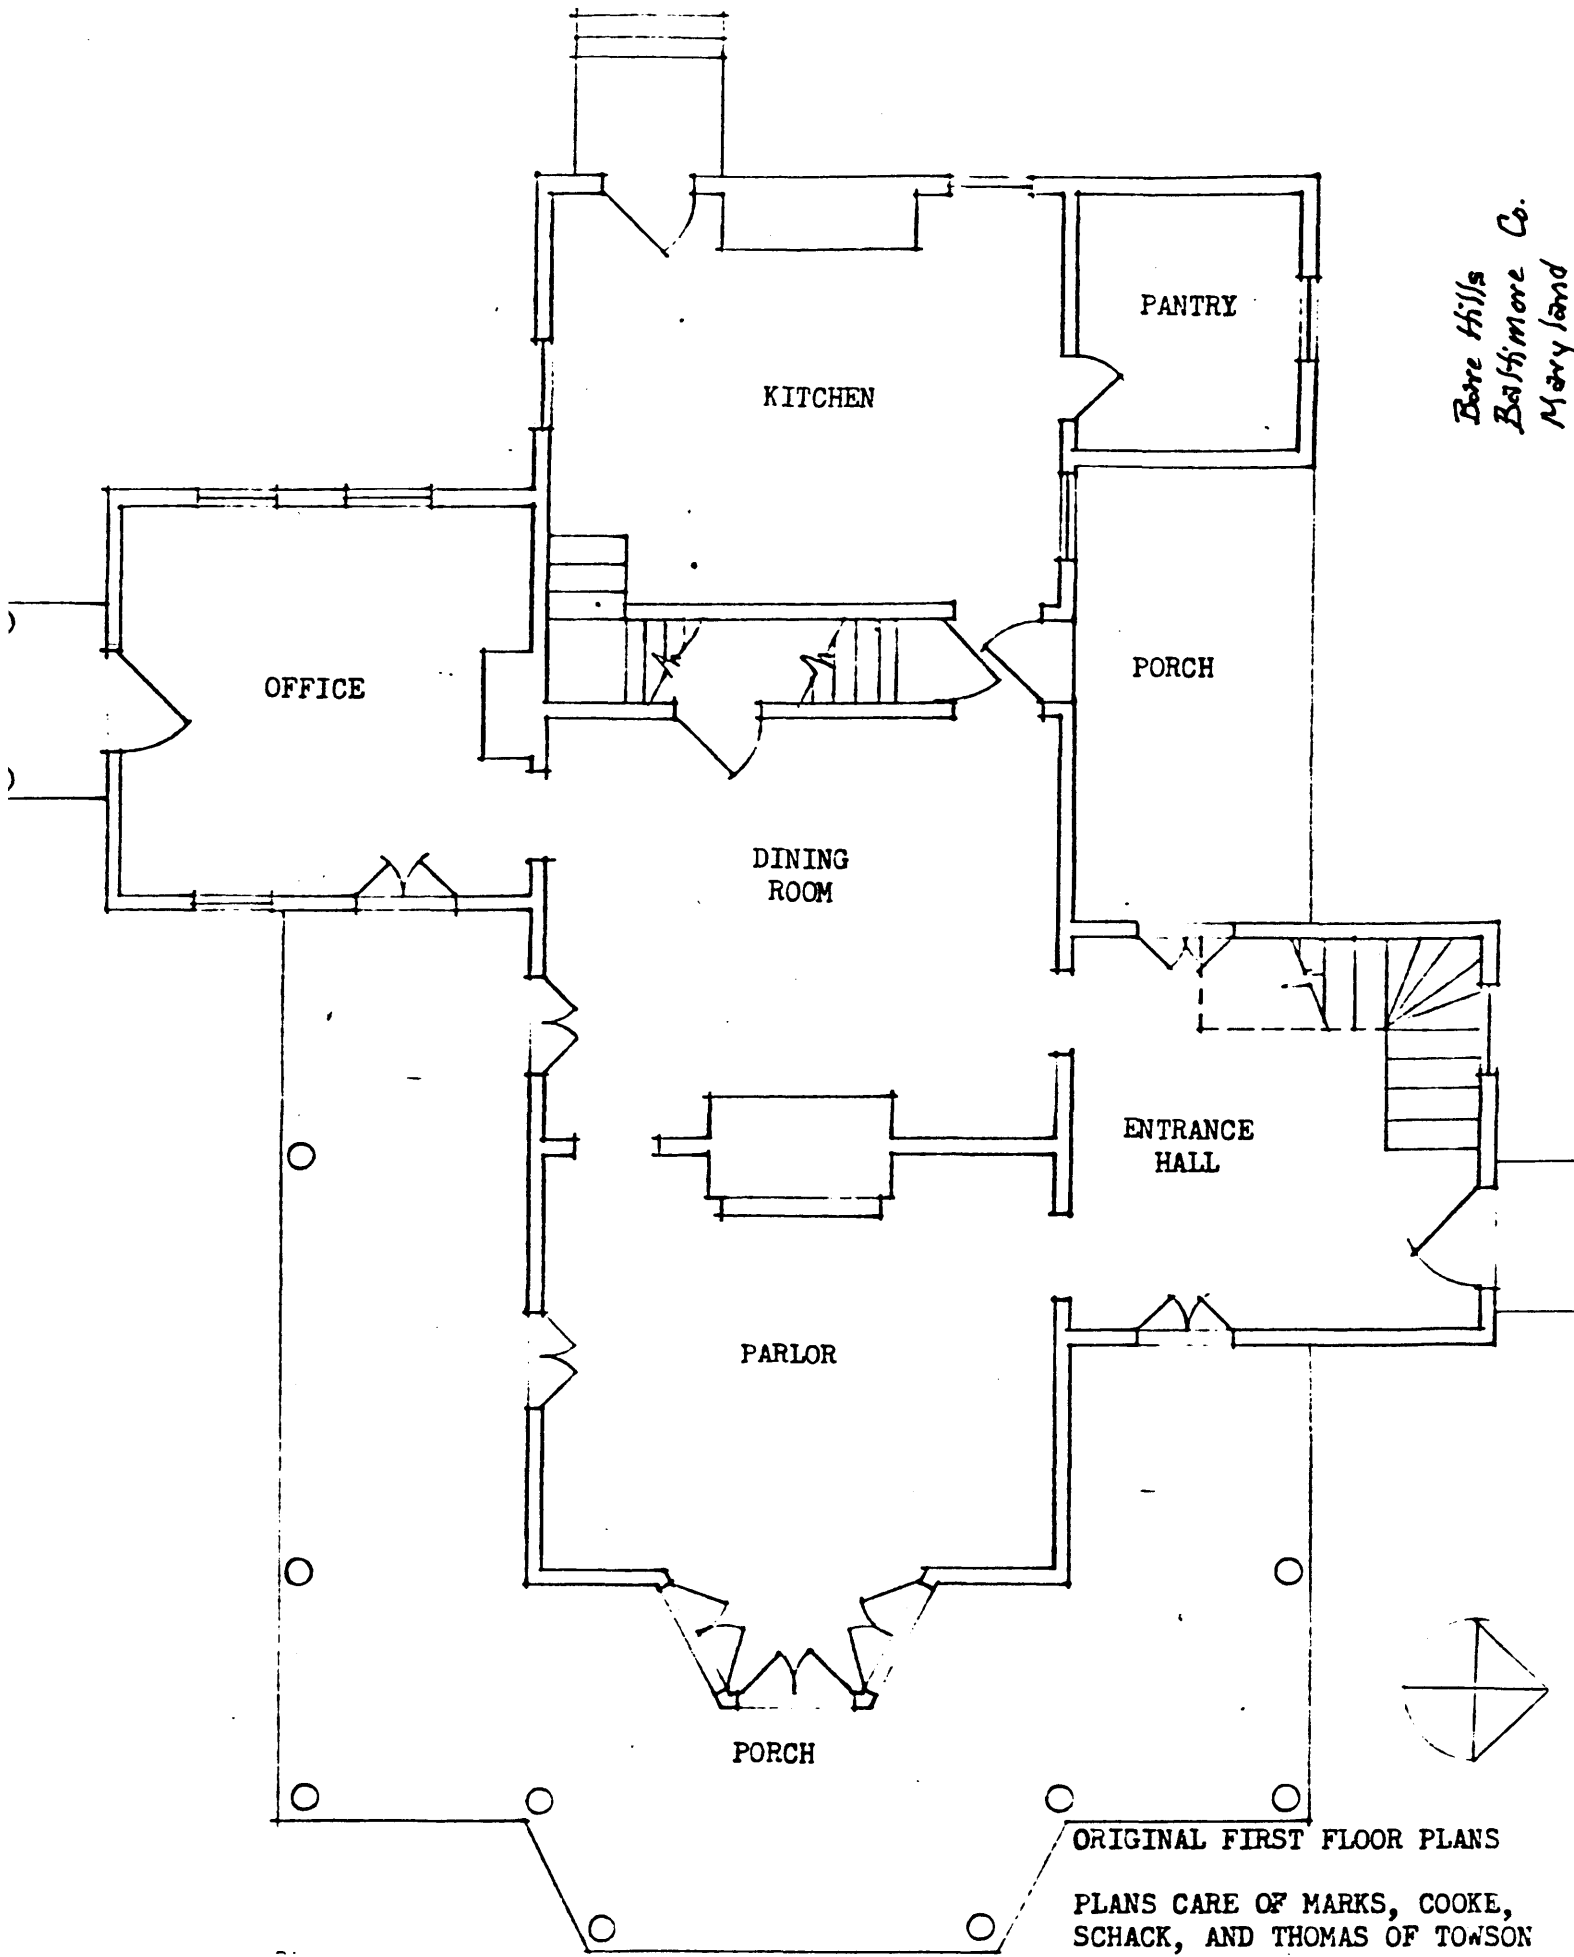 Bare Hills
Baltimore Co.
Maryland
PANTRY
KITCHEN
OFFICE
PORCH
DINING
ROOM
ENTRANCE
HALL
PARLOR
PORCH
ORIGINAL FIRST FLOOR PLANS
PLANS CARE OF MARKS, COOKE,
SCHACK, AND THOMAS OF TOWSON